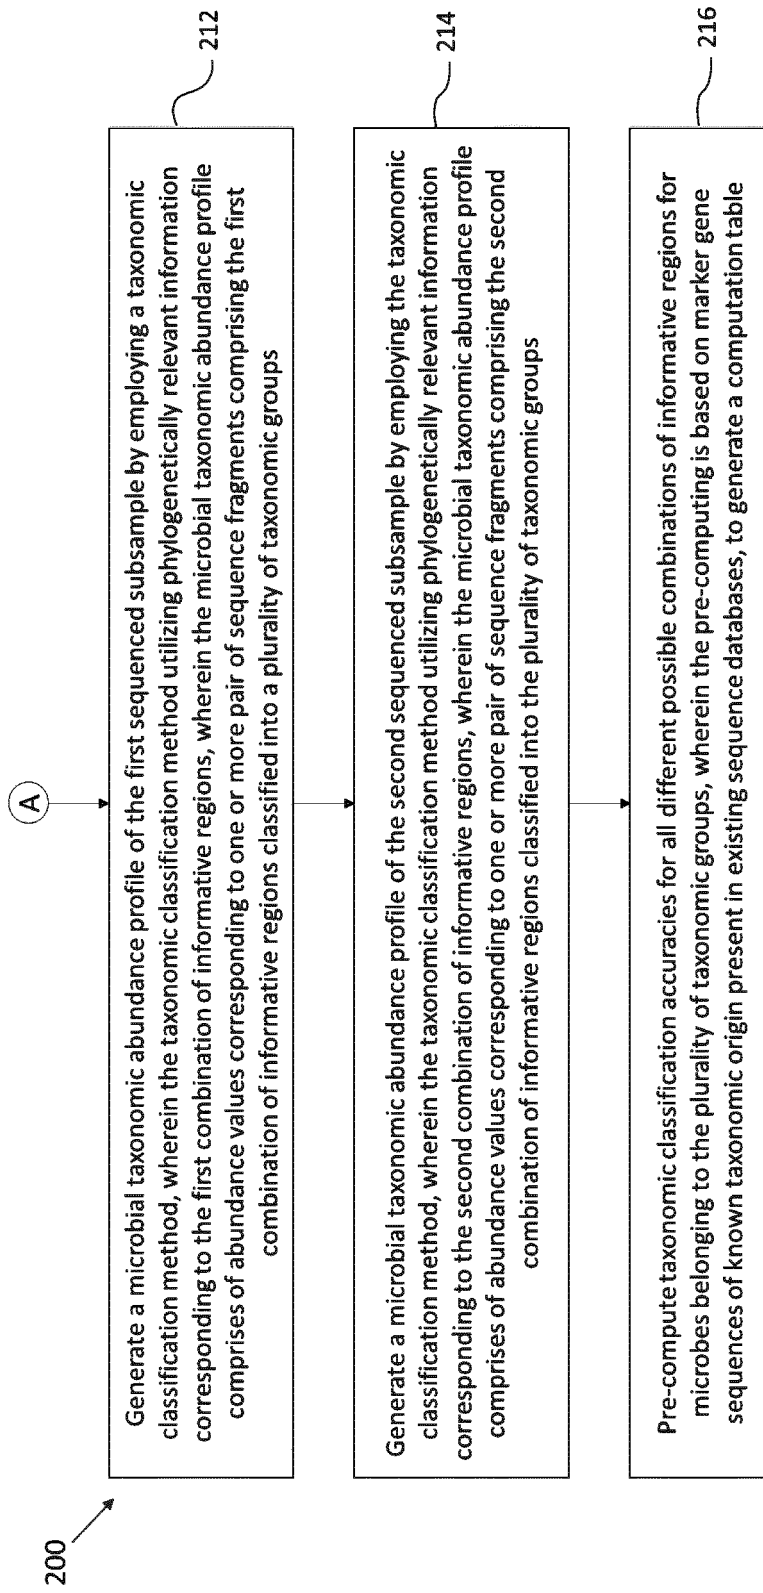 200
A
Generate a microbial taxonomic abundance profile of the first sequenced subsample by employing a taxonomic
classification method, wherein the taxonomic classification method utilizing phylogenetically relevant information
corresponding to the first combination of informative regions, wherein the microbial taxonomic abundance profile
comprises of abundance values corresponding to one or more pair of sequence fragments comprising the first
combination of informative regions classified into a plurality of taxonomic groups
212
Generate a microbial taxonomic abundance profile of the second sequenced subsample by employing the taxonomic
classification method, wherein the taxonomic classification method utilizing phylogenetically relevant information
corresponding to the second combination of informative regions, wherein the microbial taxonomic abundance profile
comprises of abundance values corresponding to one or more pair of sequence fragments comprising the second
combination of informative regions classified into the plurality of taxonomic groups
214
Pre-compute taxonomic classification accuracies for all different possible combinations of informative regions for
microbes belonging to the plurality of taxonomic groups, wherein the pre-computing is based on marker gene
sequences of known taxonomic origin present in existing sequence databases, to generate a computation table
216